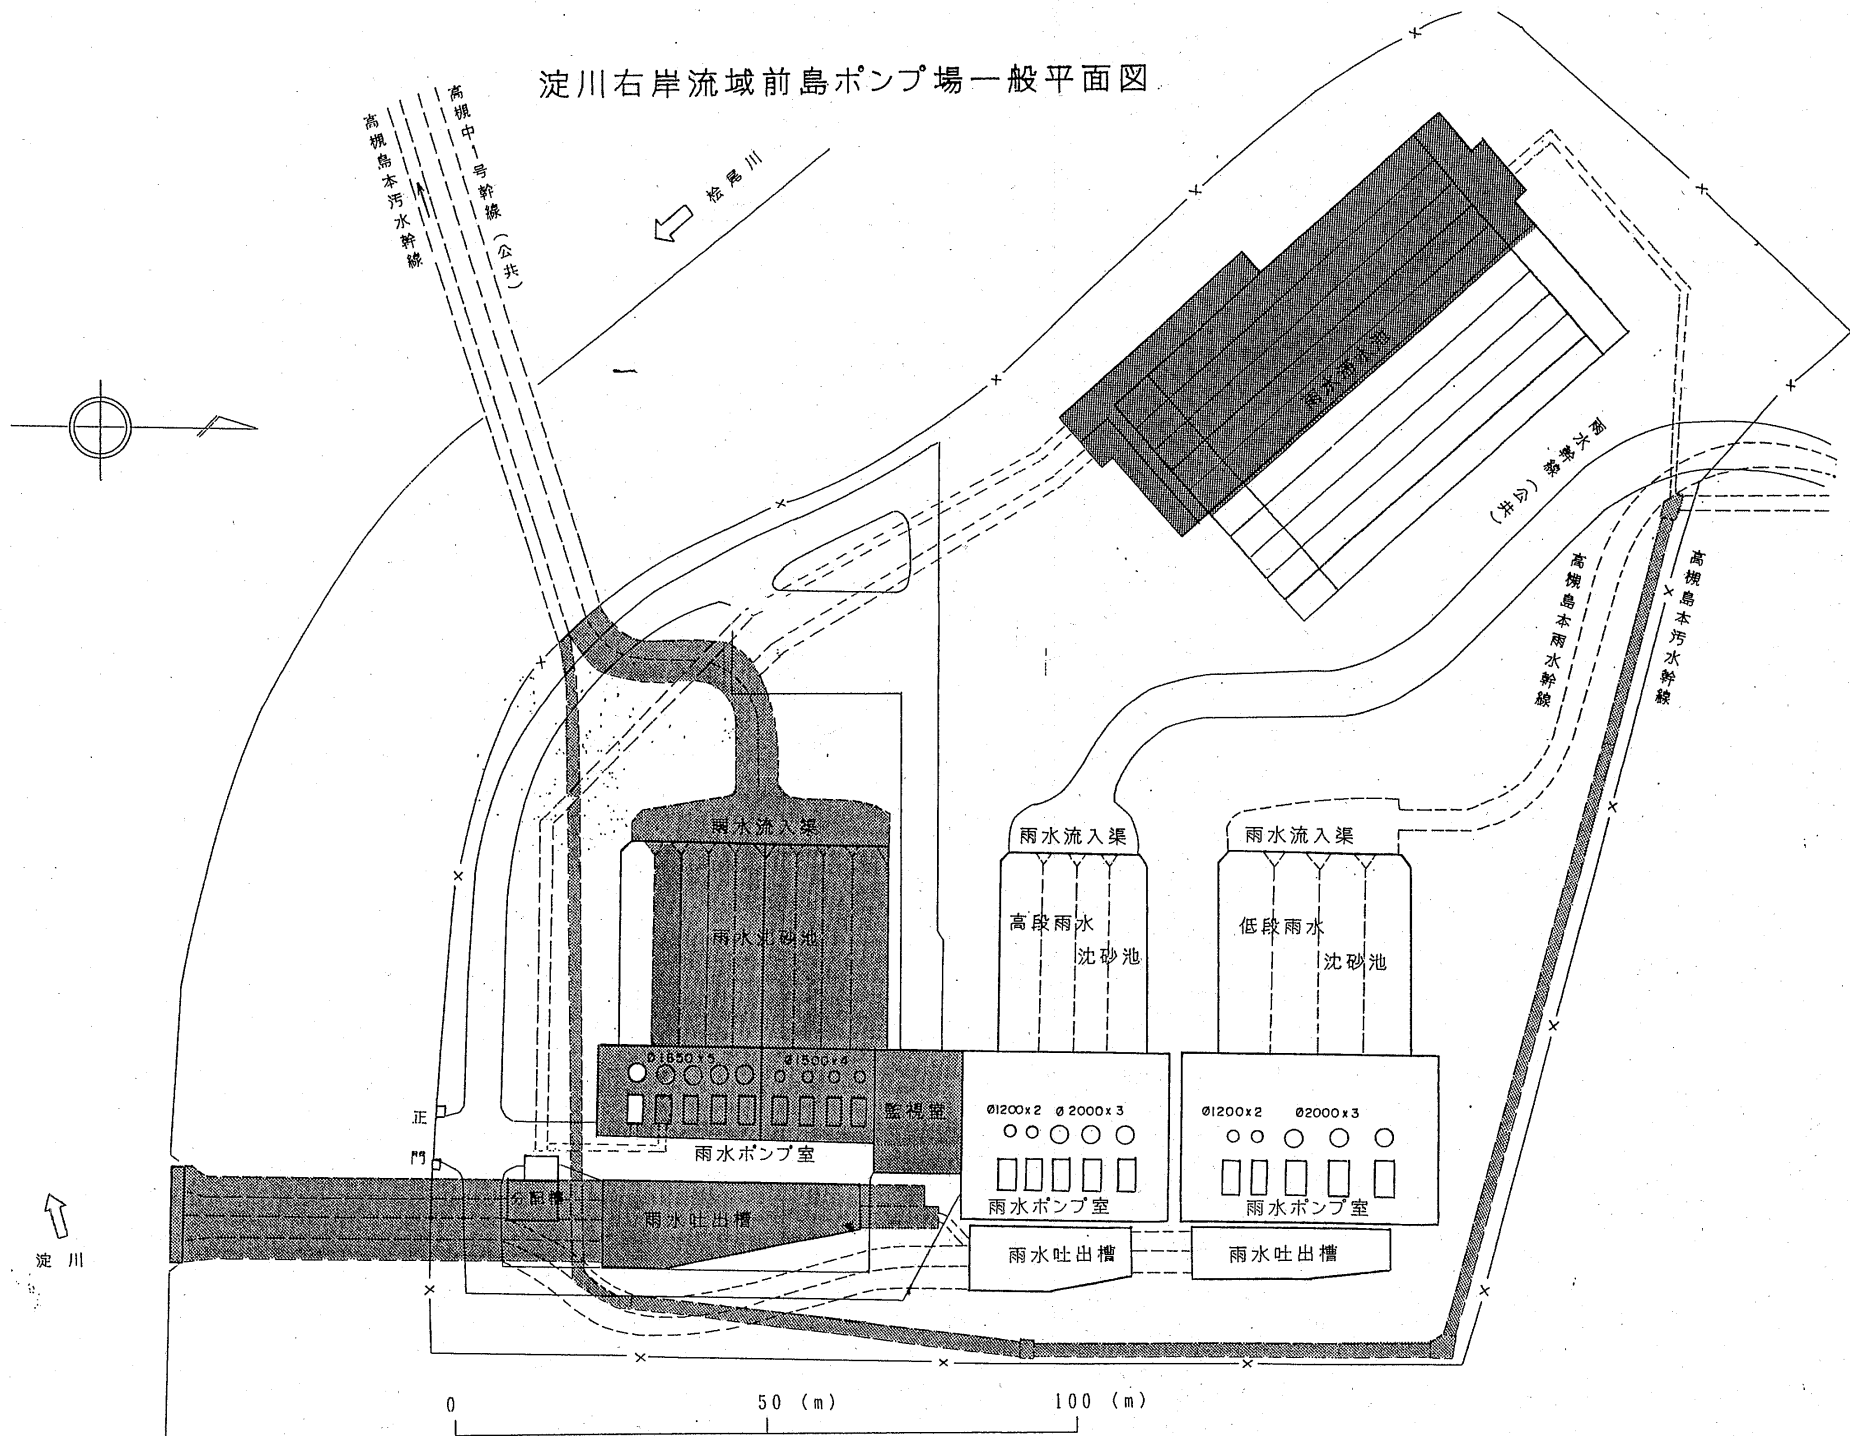 淀川右岸流域前島ポンプ場一般平面図
高槻中1号幹線(公共)
高槻島本汚水幹線
桧尾川
雨水滞水池
雨水幹線(公共)
高槻島本雨水幹線
高槻島本汚水幹線
雨水流入渠
雨水流入渠
雨水流入渠
高段雨水
沈砂池
低段雨水
沈砂池
雨水沈砂池
Ø1650×5
Ø1500×4
監視室
Ø1200×2 Ø2000×3
Ø1200×2 Ø2000×3
正
門
雨水ポンプ室
雨水ポンプ室
雨水ポンプ室
分配槽
雨水吐出槽
雨水吐出槽
雨水吐出槽
淀川
0 50 (m) 100 (m)